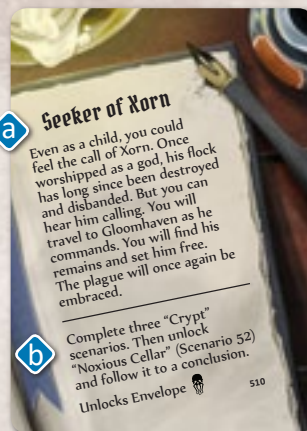 Seeker of Xorn
a
Even as a child, you could
feel the call of Xorn. Once
worshipped as a god, his flock
has long since been destroyed
and disbanded. But you can
hear him calling. You will
travel to Gloomhaven as he
commands. You will find his
remains and set him free.
The plague will once again be
embraced.
b
Complete three “Crypt”
scenarios. Then unlock
“Noxious Cellar” (Scenario 52)
and follow it to a conclusion.
Unlocks Envelope
510